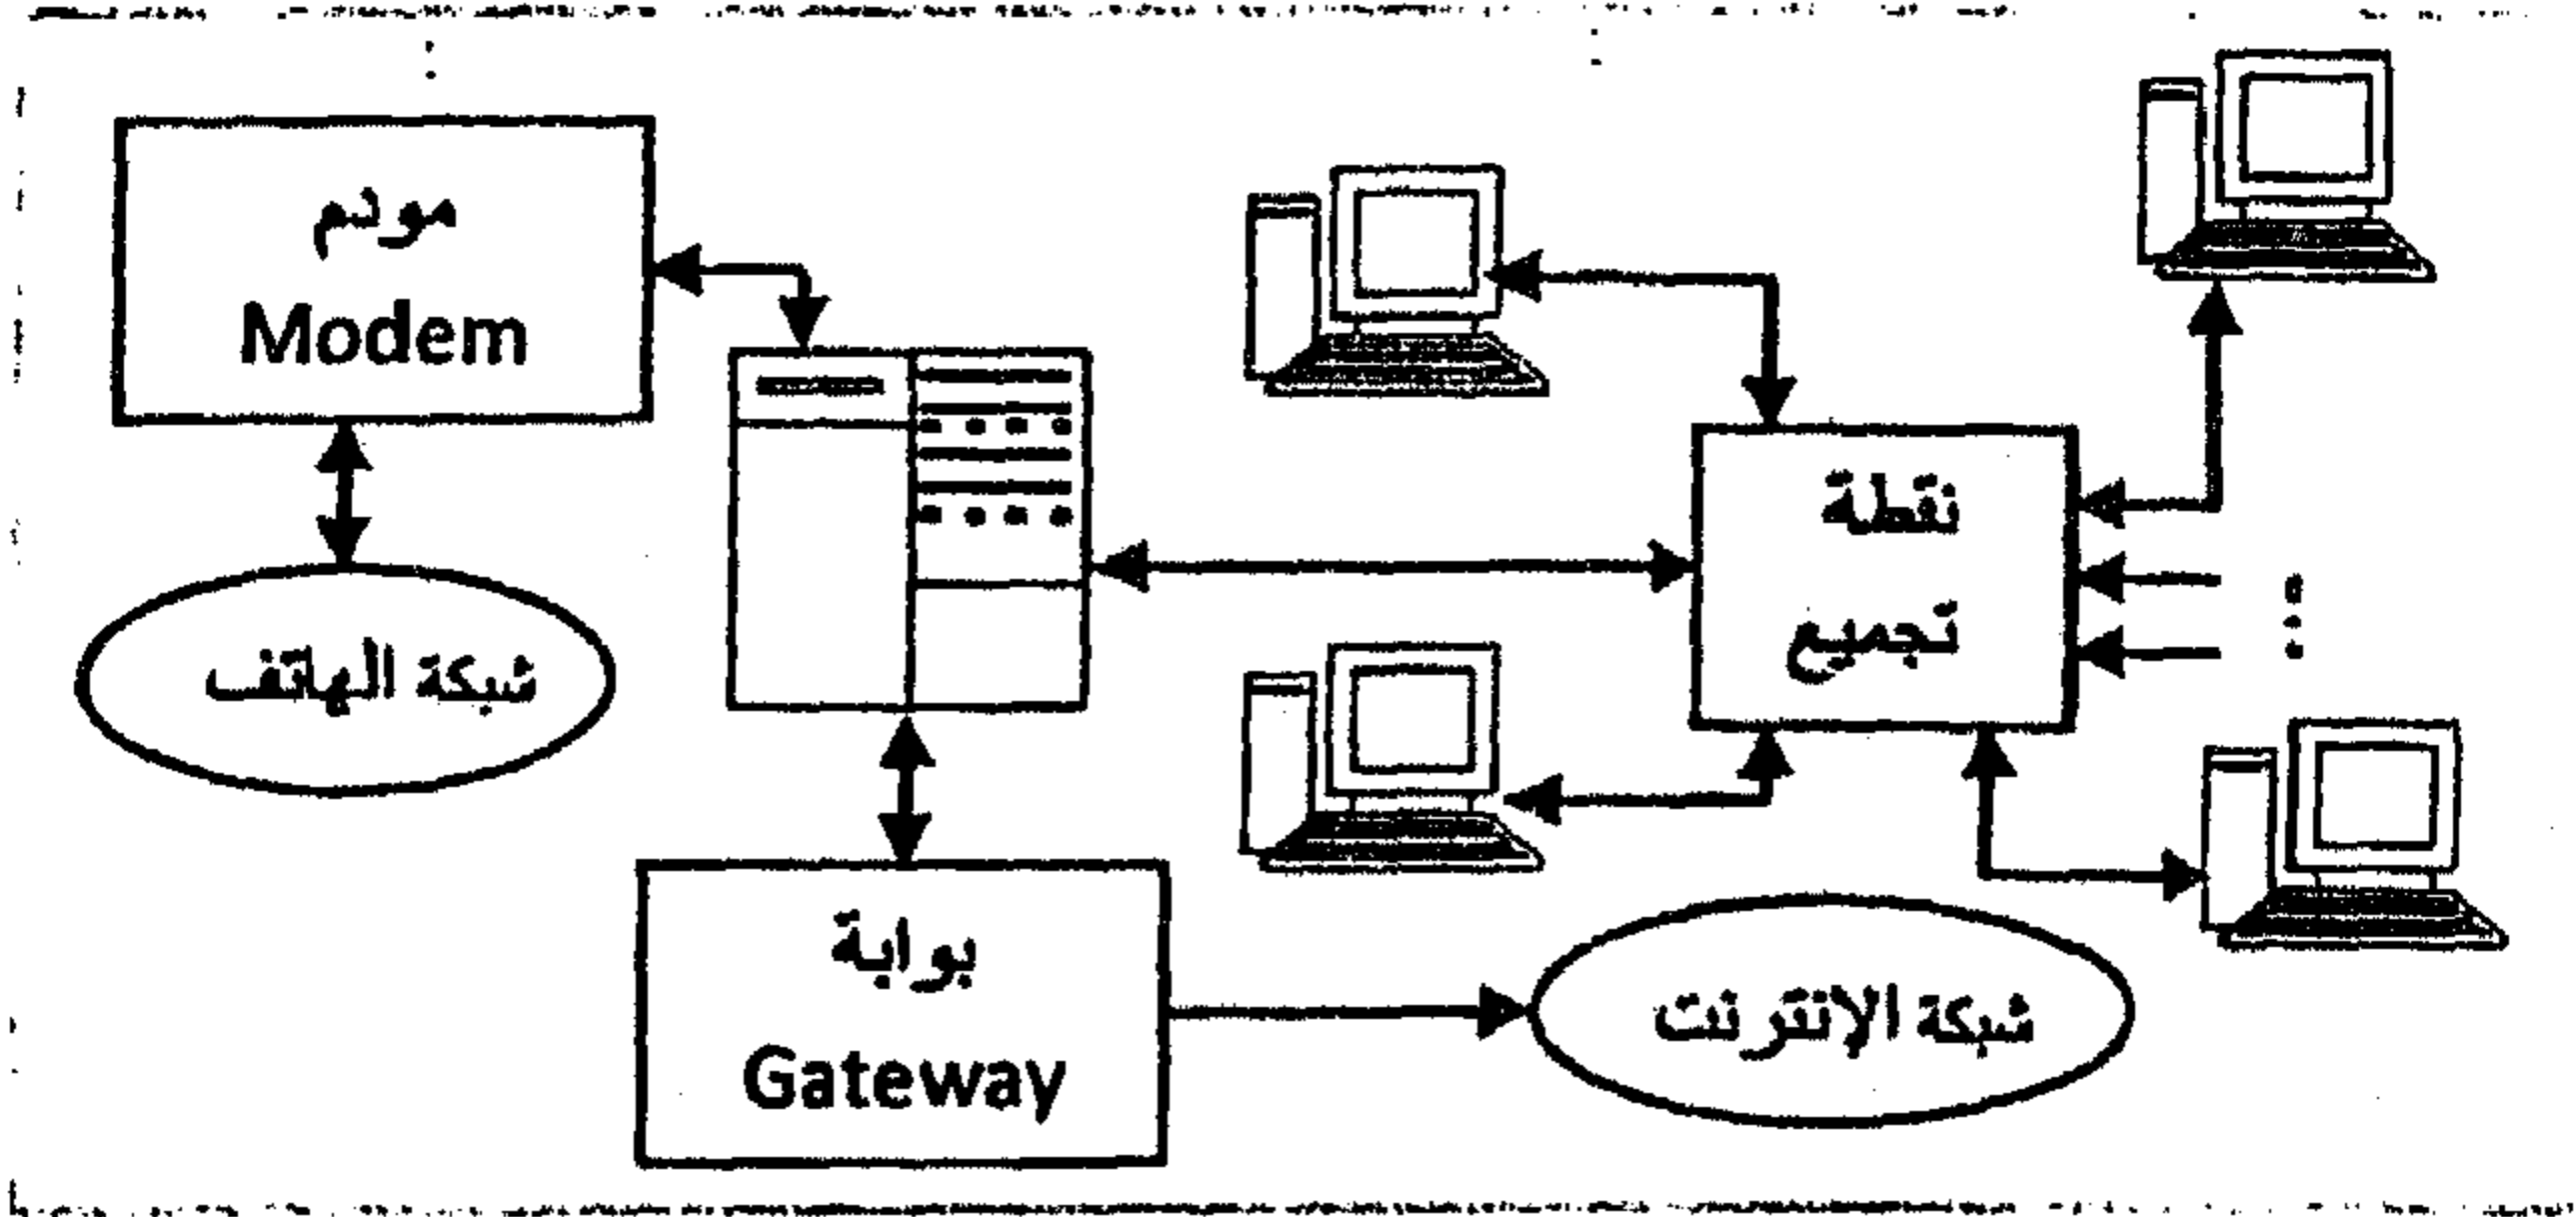 مودم
Modem
شبكة الهاتف
نقطة
تجميع
بوابة
Gateway
شبكة الإنترنت